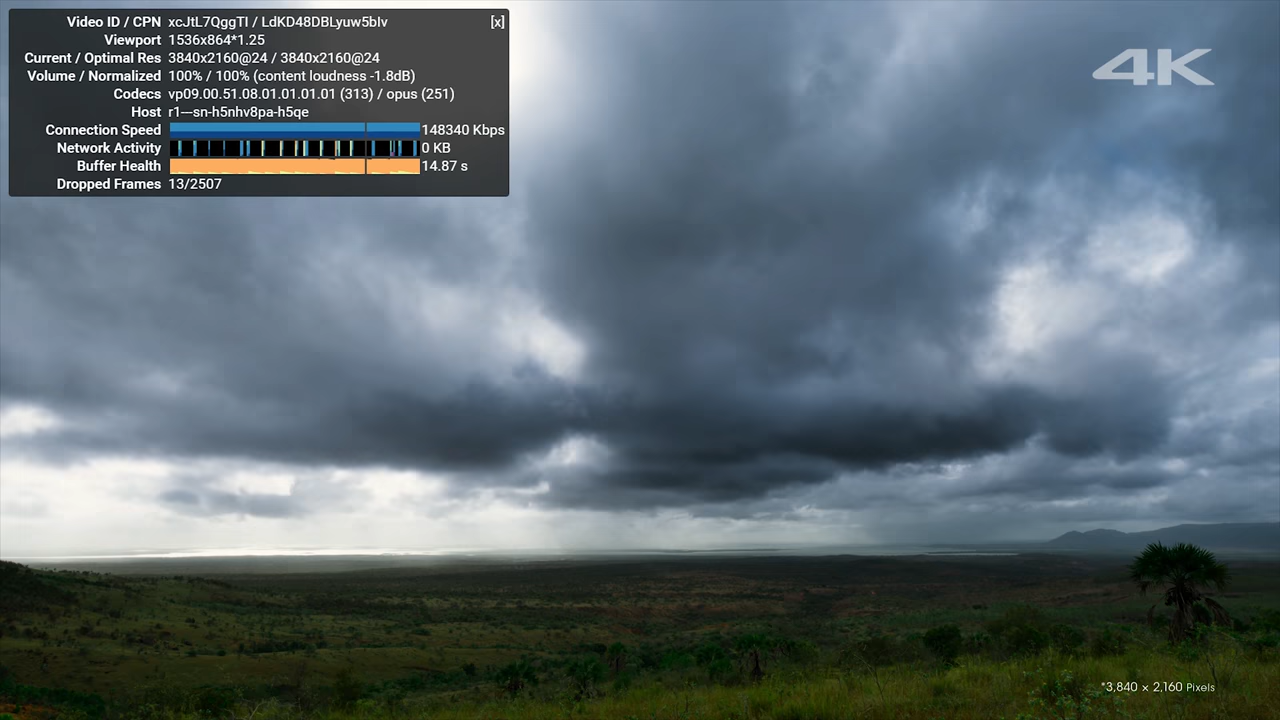 Video ID / CPN xcJtL7QggTI / LdKD48DBLyuw5blv [x]
Viewport 1536x864*1.25
Current / Optimal Res 3840x2160@24 / 3840x2160@24
Volume / Normalized 100% / 100% (content loudness -1.8dB)
Codecs vp09.00.51.08.01.01.01.01 (313) / opus (251)
Host r1---sn-h5nhv8pa-h5qe
Connection Speed 148340 Kbps
Network Activity 0 KB
Buffer Health 14.87 s
Dropped Frames 13/2507
4K
*3,840 × 2,160 Pixels